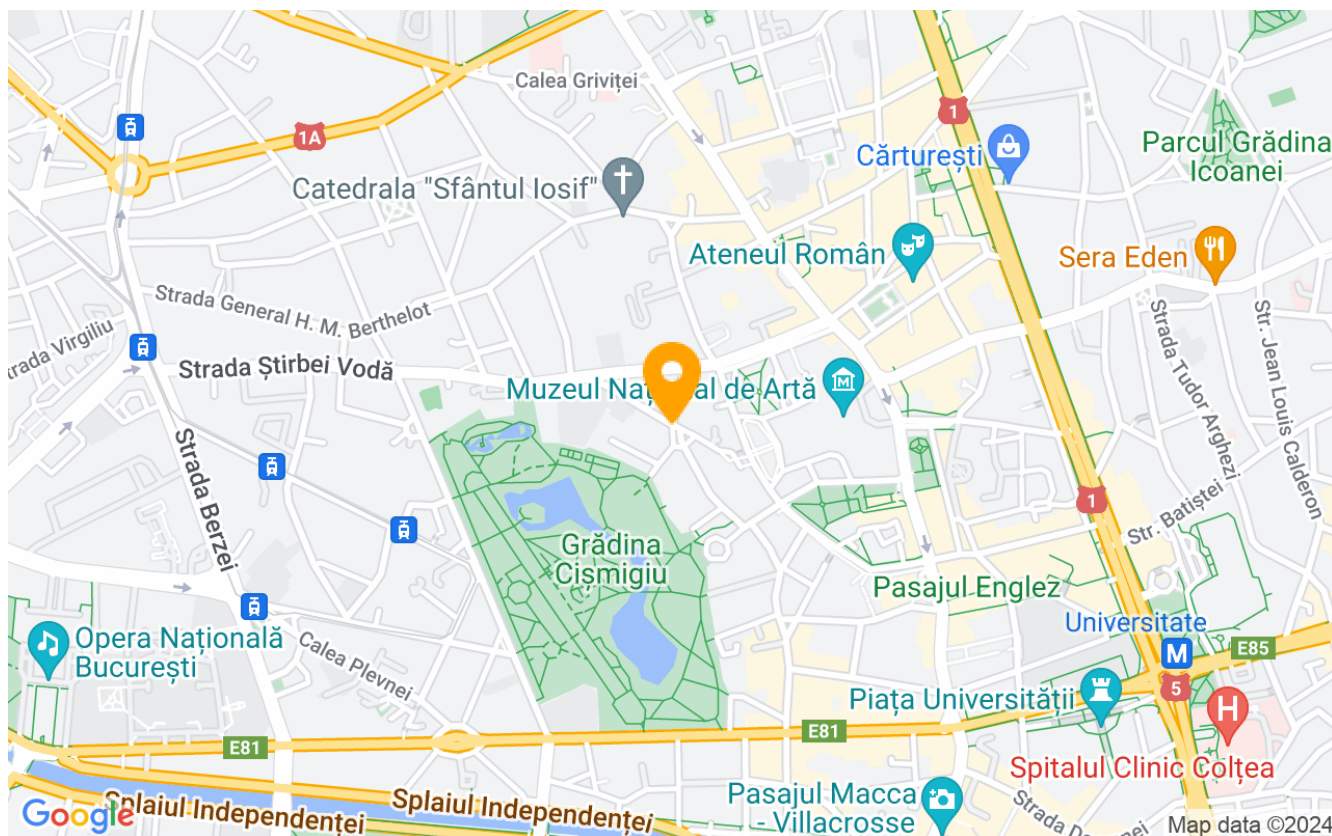 Calea Griviței
1A
1
Cărturești
Parcul Grădina
Icoanei
Catedrala "Sfântul Iosif"
Ateneul Român
Sera Eden
Strada General H. M. Berthelot
Strada Virgiliu
Strada Știrbei Vodă
Muzeul Național de Artă
Strada Tudor Arghezi
Str. Jean Louis Calderon
Strada Berzei
1
Str. Batiștei
Grădina
Cișmigiu
Pasajul Englez
Universitate
M
E85
Opera Națională
București
Calea Plevnei
Piața Universității
5
H
E81
E81
Spitalul Clinic Colțea
Pasajul Macca
- Villacrosse
Splaiul Independenței
Splaiul Independenței
Google
Map data ©2024